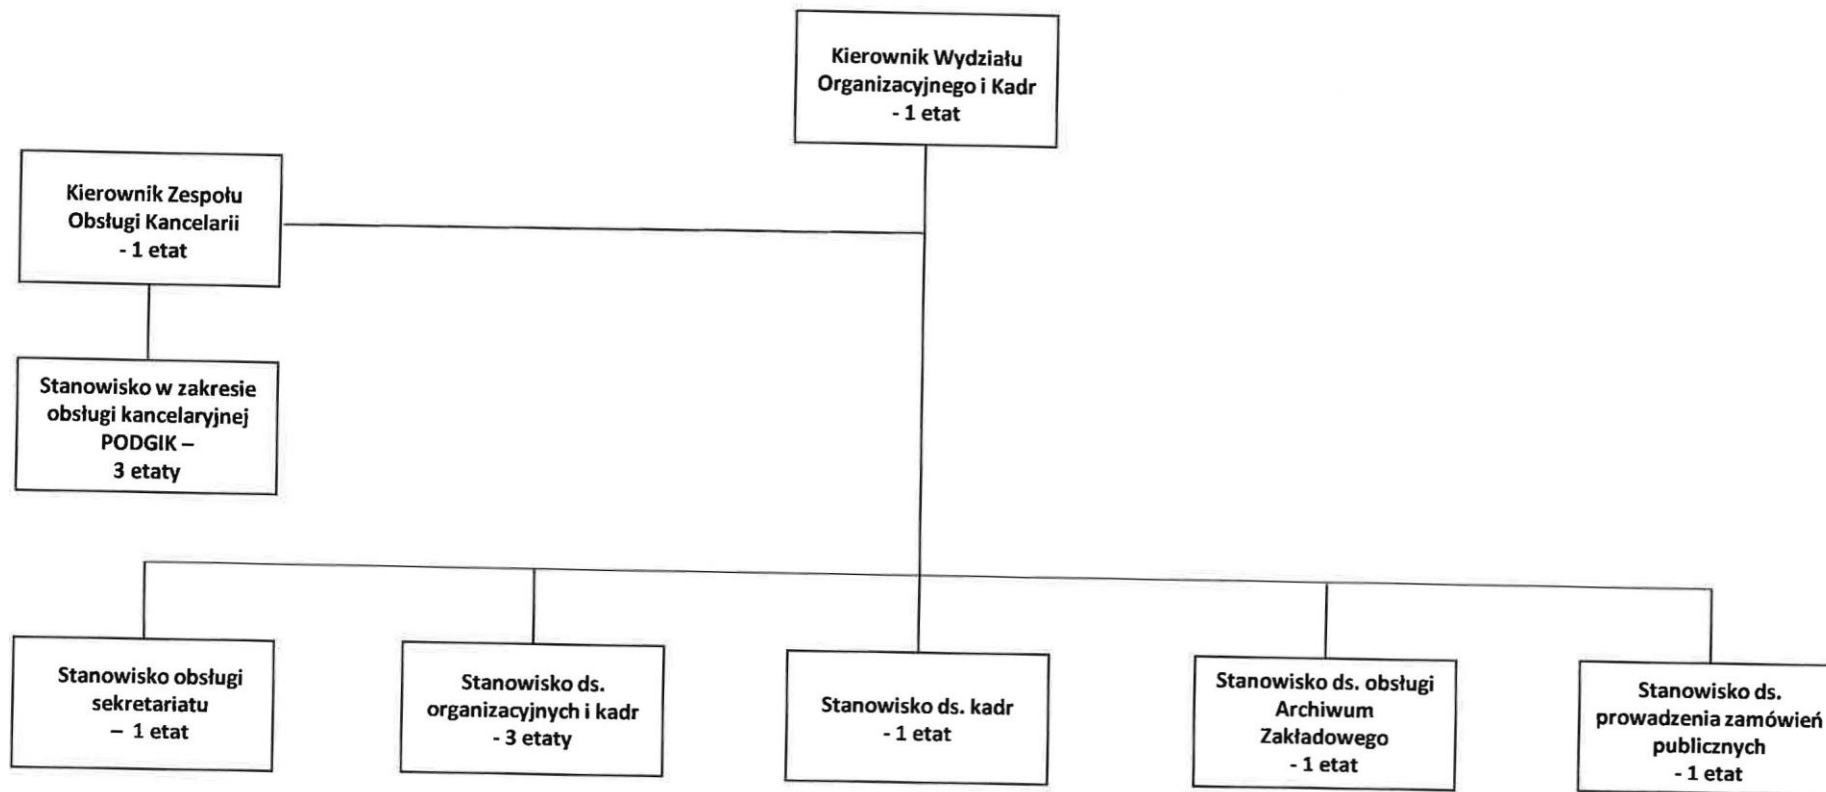 Kierownik Wydziału
Organizacyjnego i Kadr
- 1 etat
Kierownik Zespołu
Obsługi Kancelarii
- 1 etat
Stanowisko w zakresie
obsługi kancelaryjnej
PODGIK –
3 etaty
Stanowisko obsługi
sekretariatu
– 1 etat
Stanowisko ds.
organizacyjnych i kadr
- 3 etaty
Stanowisko ds. kadr
- 1 etat
Stanowisko ds. obsługi
Archiwum
Zakładowego
- 1 etat
Stanowisko ds.
prowadzenia zamówień
publicznych
- 1 etat